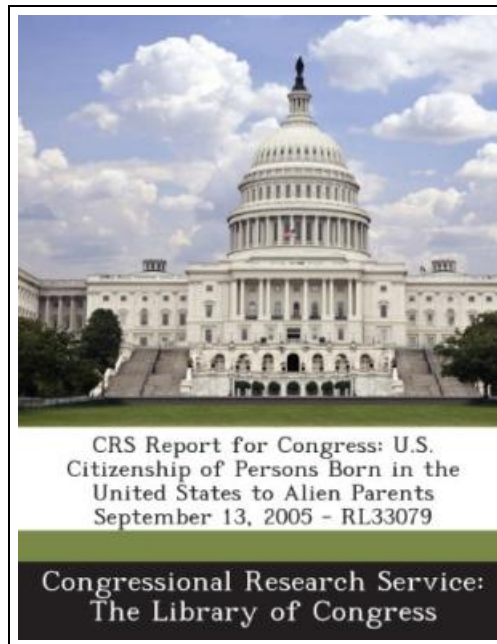 CRS Report for Congress: U.S.
Citizenship of Persons Born in the
United States to Alien Parents
September 13, 2005 - RL33079
Congressional Research Service:
The Library of Congress